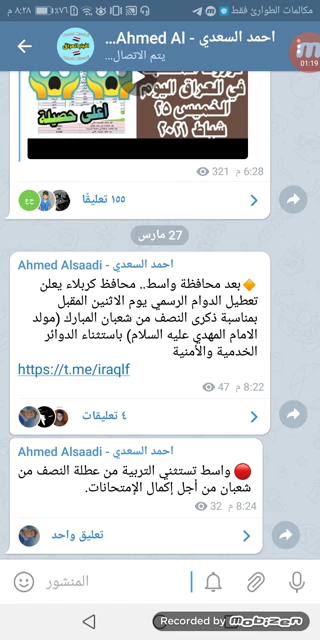 مكالمات الطوارئ فقط
٧٦٪
٨:٢٨ م
احمد السعدي - Ahmed Al...
يتم الاتصال...
01:19
في العراق اليوم
الخميس ٢٥
شباط ٢٠٢١
أعلى حصيلة
321 6:28 م
١٥٥ تعليقًا
27 مارس
احمد السعدي - Ahmed Alsaadi
🔶بعد محافظة واسط.. محافظ كربلاء يعلن
تعطيل الدوام الرسمي يوم الاثنين المقبل
بمناسبة ذكرى النصف من شعبان المبارك (مولد
الامام المهدي عليه السلام) باستثناء الدوائر
الخدمية والأمنية
https://t.me/iraqlf
47 8:22 م
٤ تعليقات
احمد السعدي - Ahmed Alsaadi
🔴 واسط تستثني التربية من عطلة النصف من
شعبان من أجل إكمال الإمتحانات.
32 8:24 م
تعليق واحد
المنشور
Recorded by Mobizen